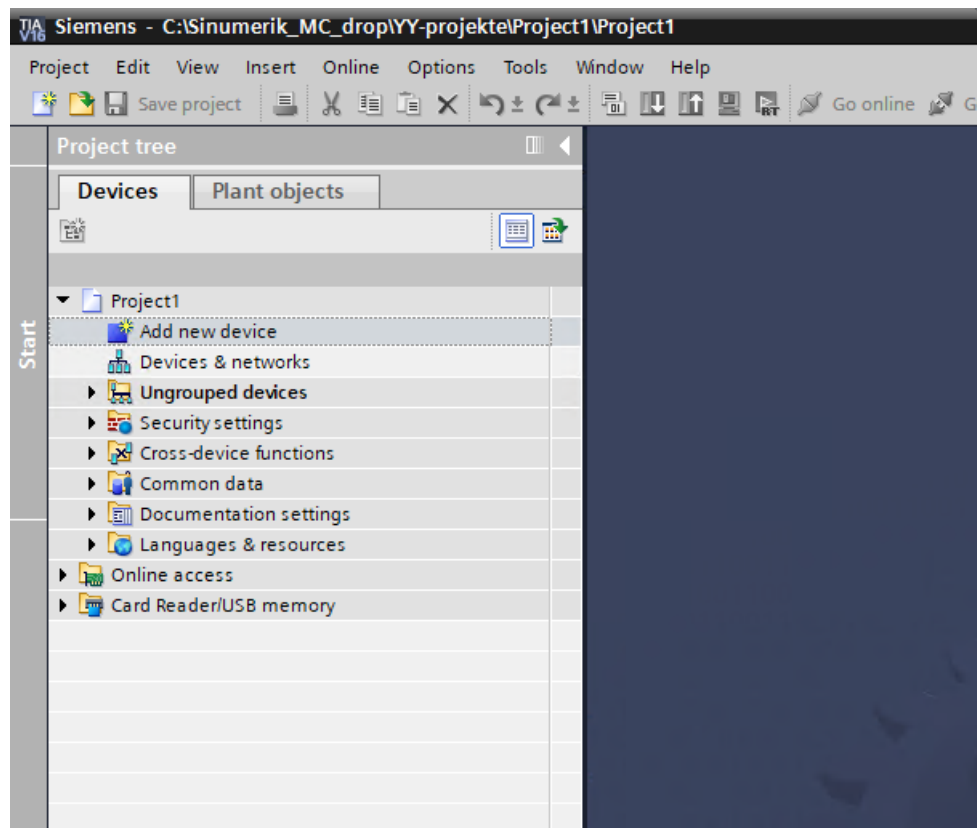 TIA V16 Siemens - C:\Sinumerik_MC_drop\YY-projekte\Project1\Project1
Project Edit View Insert Online Options Tools Window Help
Save project Go online G
Project tree
Devices Plant objects
Start
Project1
Add new device
Devices & networks
Ungrouped devices
Security settings
Cross-device functions
Common data
Documentation settings
Languages & resources
Online access
Card Reader/USB memory